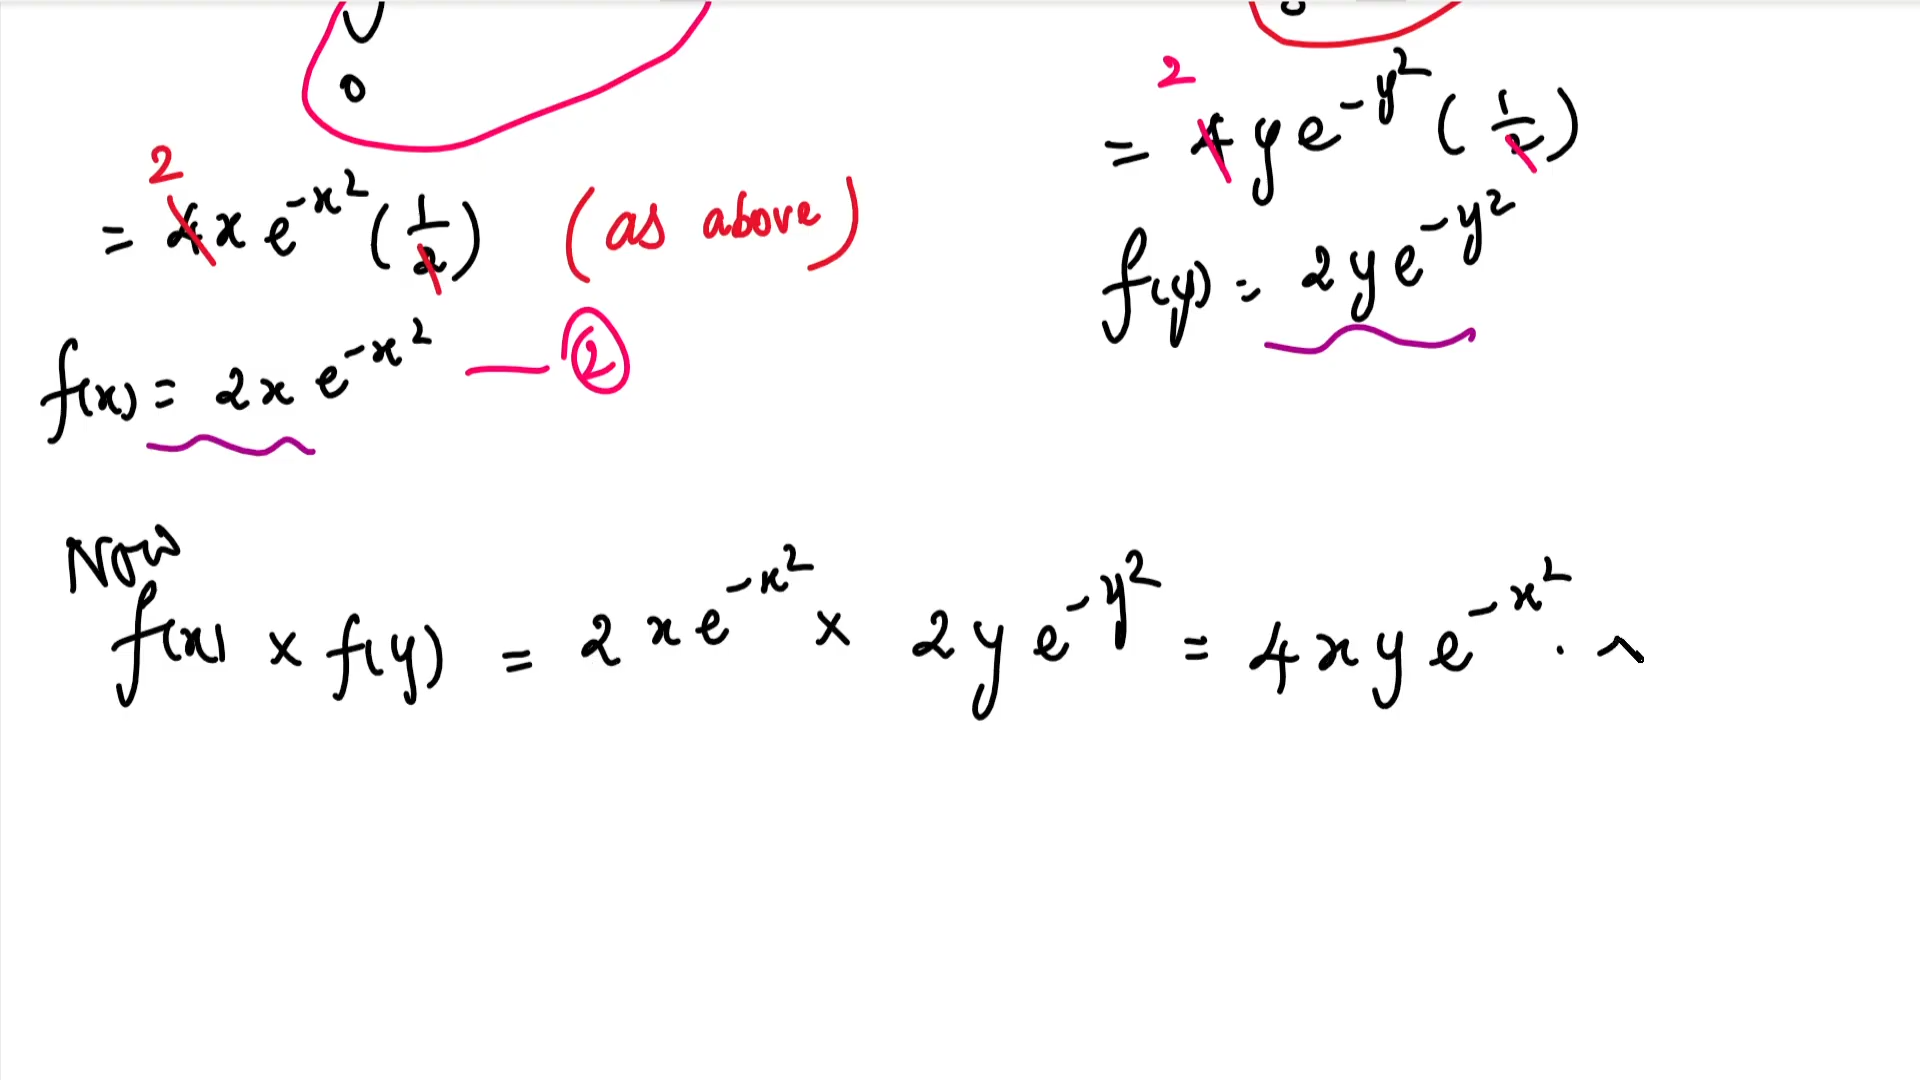 0
= 4x e^{-x^2} (1/2) (as above)
2
f(x) = 2x e^{-x^2} — ②
2
= 4y e^{-y^2} (1/2)
f(y) = 2y e^{-y^2}
Now
f(x) × f(y) = 2x e^{-x^2} × 2y e^{-y^2} = 4xy e^{-x^2} .